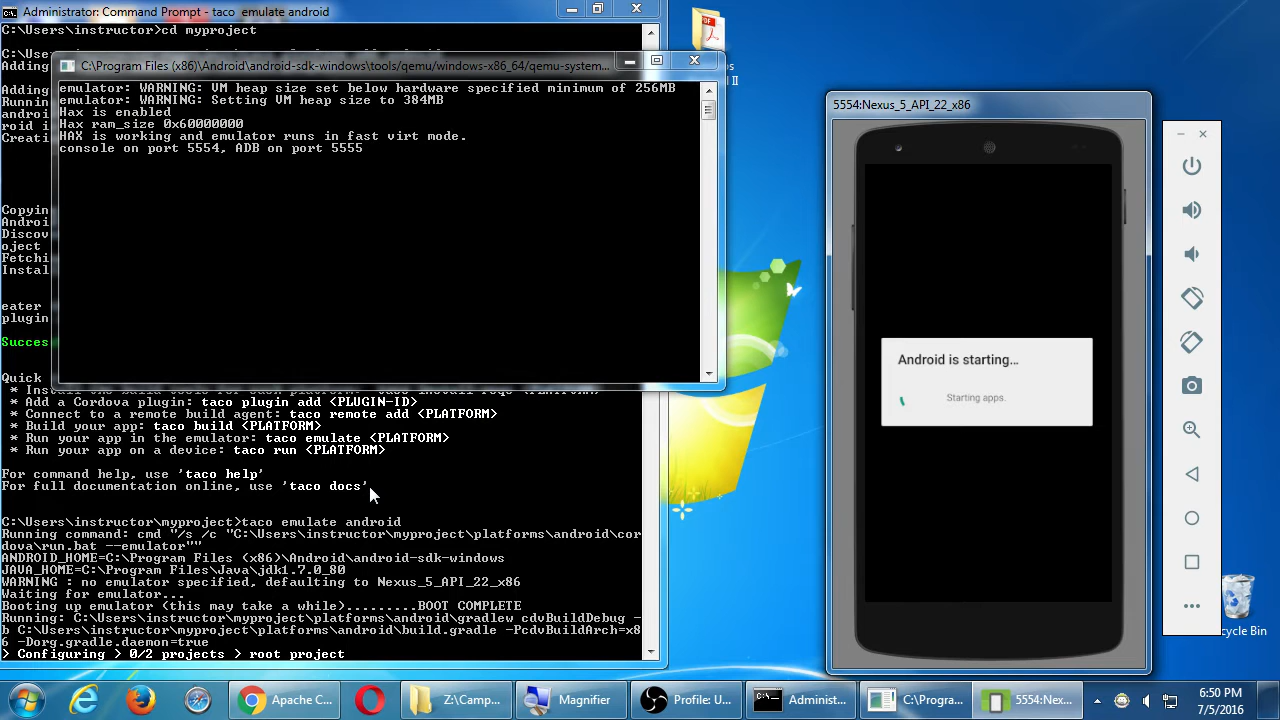 Administrator: Command Prompt - taco  emulate android
C:\Users\instructor>cd myproject
C:\Users
Adding
C:\Program Files (x86)\Android\android-sdk-windows\tools/qemu/windows-x86_64/qemu-system...
emulator: WARNING: VM heap size set below hardware specified minimum of 256MB
emulator: WARNING: Setting VM heap size to 384MB
Hax is enabled
Hax ram_size 0x60000000
HAX is working and emulator runs in fast virt mode.
console on port 5554, ADB on port 5555
Adding
Runnin
androi
roid i
Creati
Copyin
Androi
Discov
oject
Fetchi
Instal
eater
plugin
Succes
Quick
* Add a Cordova plugin: taco plugin add <PLUGIN-ID>
* Connect to a remote build agent: taco remote add <PLATFORM>
* Build your app: taco build <PLATFORM>
* Run your app in the emulator: taco emulate <PLATFORM>
* Run your app on a device: taco run <PLATFORM>
For command help, use 'taco help'
For full documentation online, use 'taco docs'
C:\Users\instructor\myproject>taco emulate android
Running command: cmd "/s /c "C:\Users\instructor\myproject\platforms\android\cor
dova\run.bat --emulator""
ANDROID_HOME=C:\Program Files (x86)\Android\android-sdk-windows
JAVA_HOME=C:\Program Files\Java\jdk1.7.0_80
WARNING : no emulator specified, defaulting to Nexus_5_API_22_x86
Waiting for emulator...
Booting up emulator (this may take a while).........BOOT COMPLETE
Running: C:\Users\instructor\myproject\platforms\android\gradlew cdvBuildDebug -
b C:\Users\instructor\myproject\platforms\android\build.gradle -PcdvBuildArch=x8
6 -Dorg.gradle.daemon=true
> Configuring > 0/2 projects > root project
5554:Nexus_5_API_22_x86
Android is starting...
Starting apps.
PDF
II
cycle Bin
Apache C...
Z:\Camp...
Magnifier
Profile: U...
Administ...
C:\Progra...
5554:Nex...
6:50 PM
7/5/2016